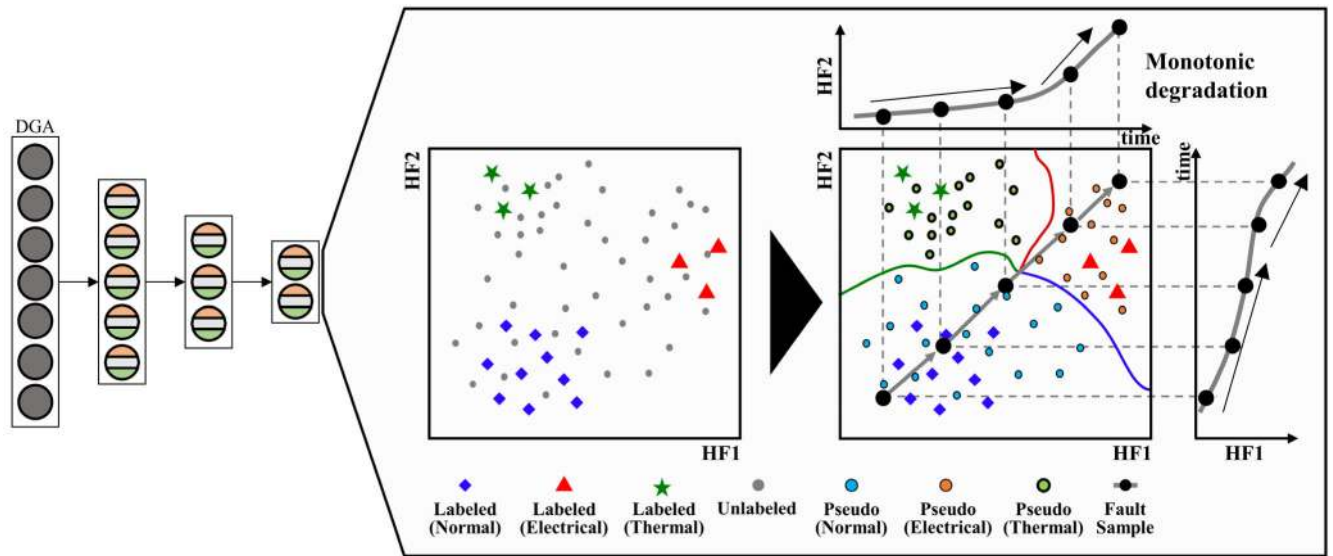 DGA
HF2
Monotonic
degradation
time
time
HF2
HF1
HF2
HF1
time
HF1
Labeled
(Normal)
Labeled
(Electrical)
Labeled
(Thermal)
Unlabeled
Pseudo
(Normal)
Pseudo
(Electrical)
Pseudo
(Thermal)
Fault
Sample